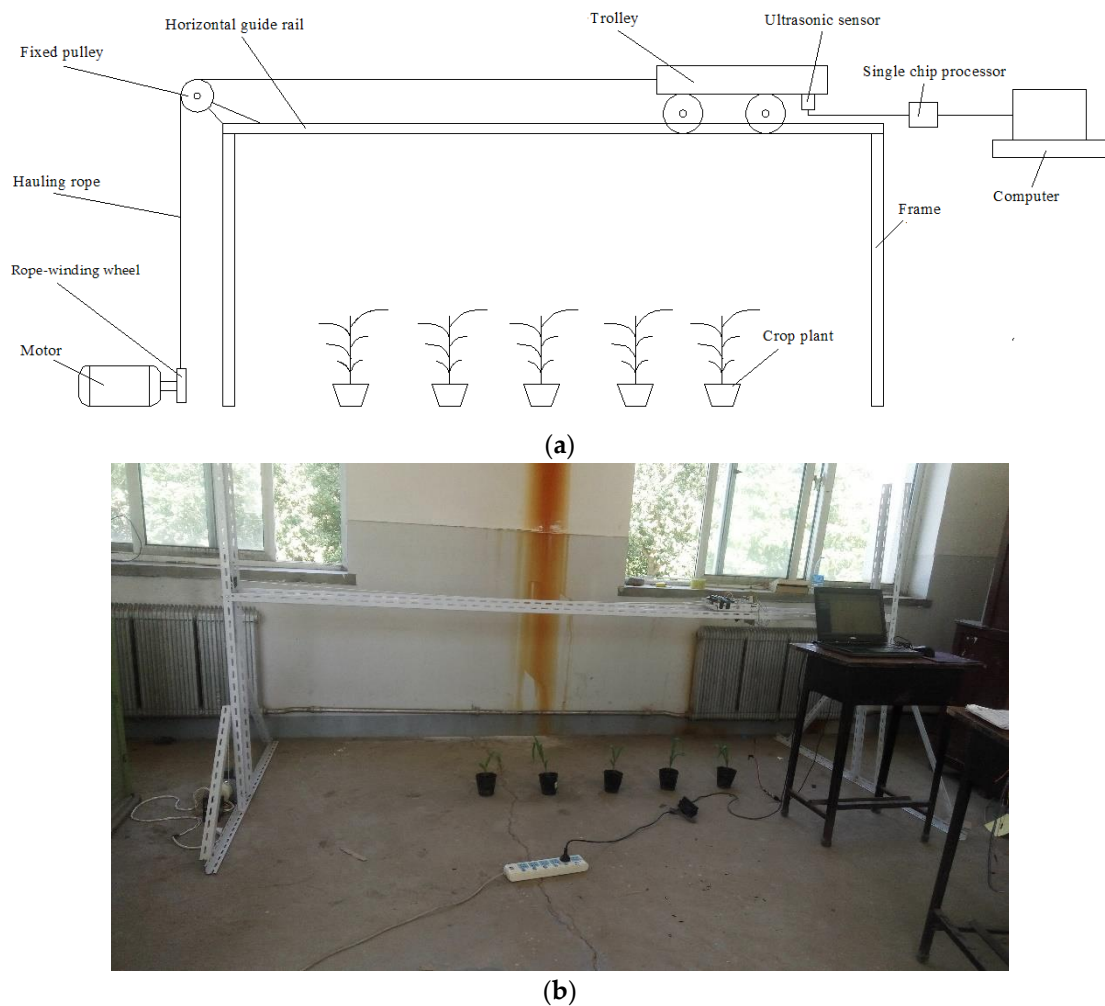 Trolley
Ultrasonic sensor
Horizontal guide rail
Fixed pulley
Single chip processor
Hauling rope
Computer
Frame
Rope-winding wheel
Crop plant
Motor
(a)
(b)